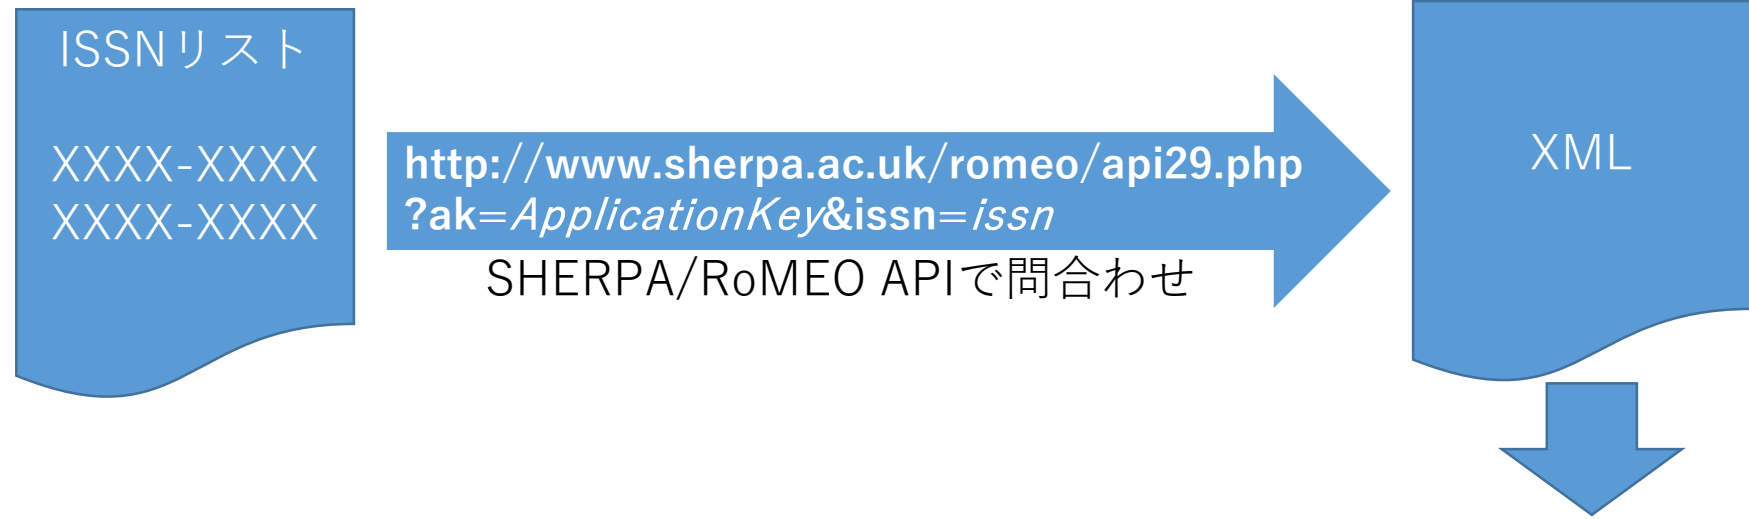 ISSNリスト
XXXX-XXXX
XXXX-XXXX
http://www.sherpa.ac.uk/romeo/api29.php
?ak=ApplicationKey&issn=issn
SHERPA/RoMEO APIで問合わせ
XML